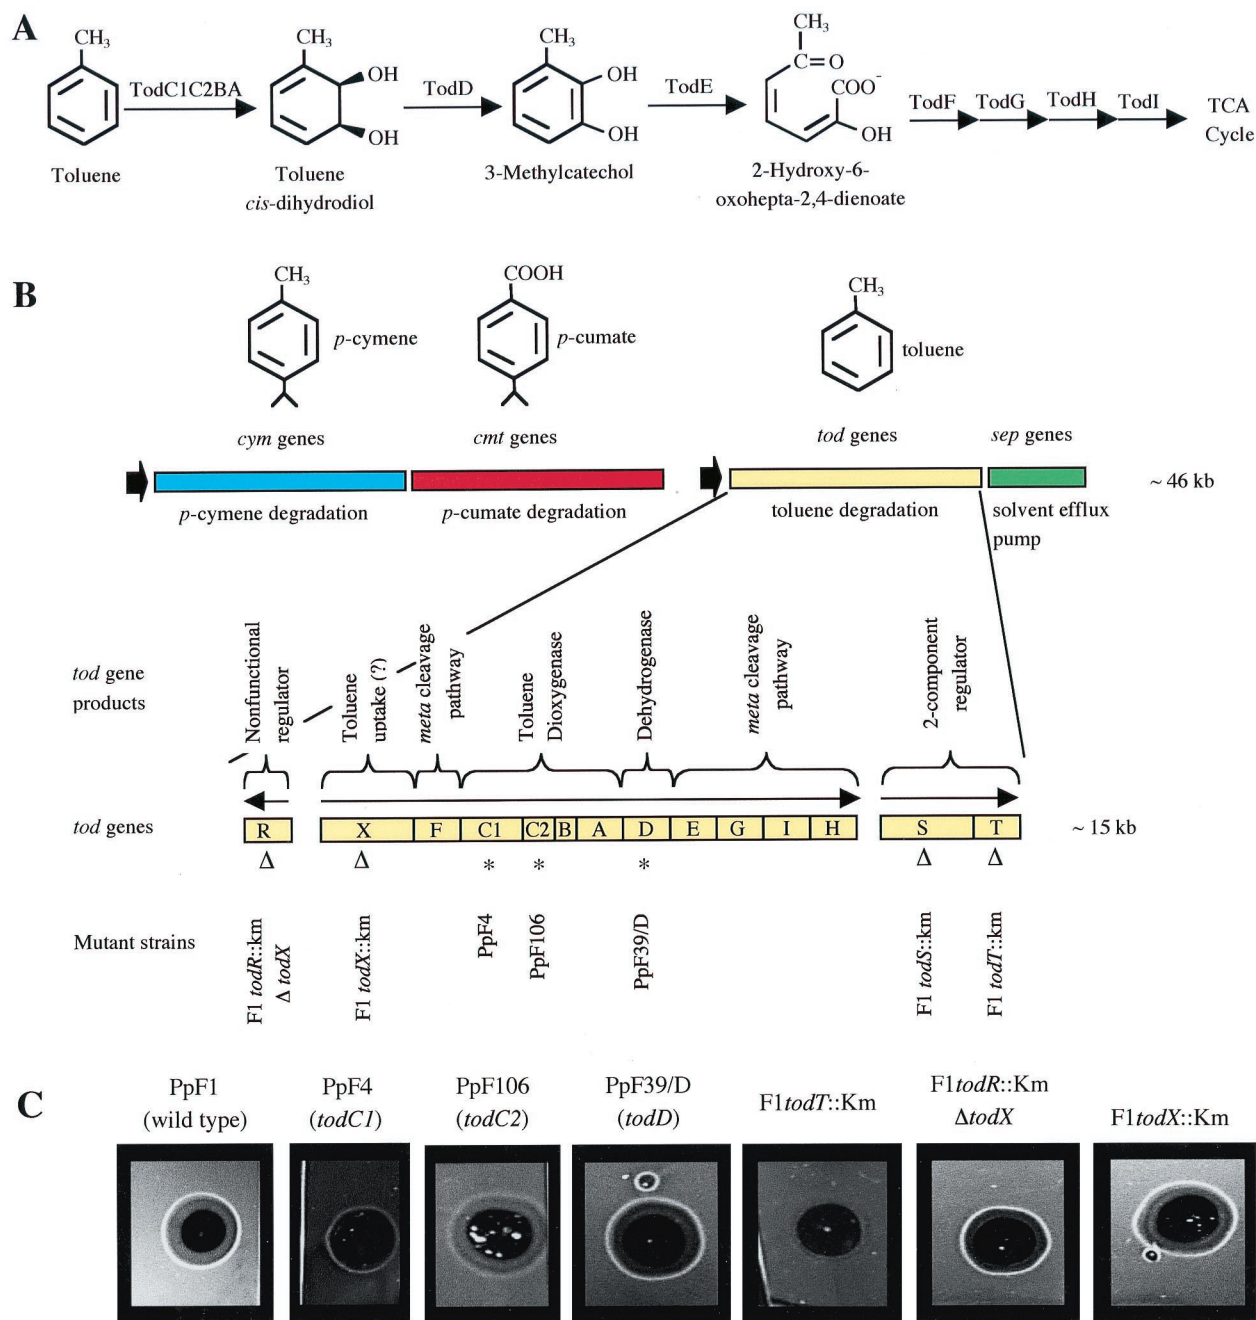 A
CH3
TodC1C2BA
Toluene
CH3
OH
OH
Toluene
cis-dihydrodiol
TodD
CH3
OH
OH
3-Methylcatechol
TodE
CH3
C=O
COO-
OH
2-Hydroxy-6-
oxohepta-2,4-dienoate
TodF
TodG
TodH
TodI
TCA
Cycle
B
CH3
p-cymene
COOH
p-cumate
CH3
toluene
cym genes
cmt genes
tod genes
sep genes
~ 46 kb
p-cymene degradation
p-cumate degradation
toluene degradation
solvent efflux
pump
tod gene
products
Nonfunctional
regulator
Toluene
uptake (?)
meta cleavage
pathway
Toluene
Dioxygenase
Dehydrogenase
meta cleavage
pathway
2-component
regulator
tod genes
R X F C1 C2 B A D E G I H S T
~ 15 kb
Δ Δ * * * Δ Δ
Mutant strains
F1 todR::km
Δ todX
F1 todX::km
PpF4
PpF106
PpF39/D
F1 todS::km
F1 todT::km
C
PpF1
(wild type)
PpF4
(todC1)
PpF106
(todC2)
PpF39/D
(todD)
F1todT::Km
F1todR::Km
ΔtodX
F1todX::Km